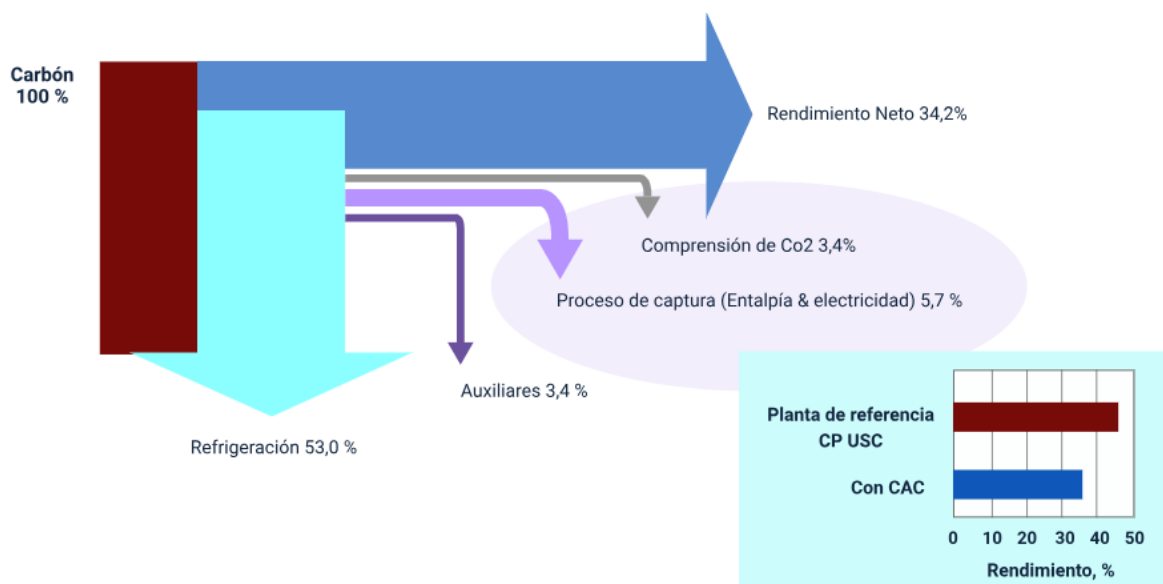 Carbón
100 %
Rendimiento Neto 34,2%
Comprensión de Co2 3,4%
Proceso de captura (Entalpía & electricidad) 5,7 %
Auxiliares 3,4 %
Refrigeración 53,0 %
Planta de referencia
CP USC
Con CAC
0 10 20 30 40 50
Rendimiento, %